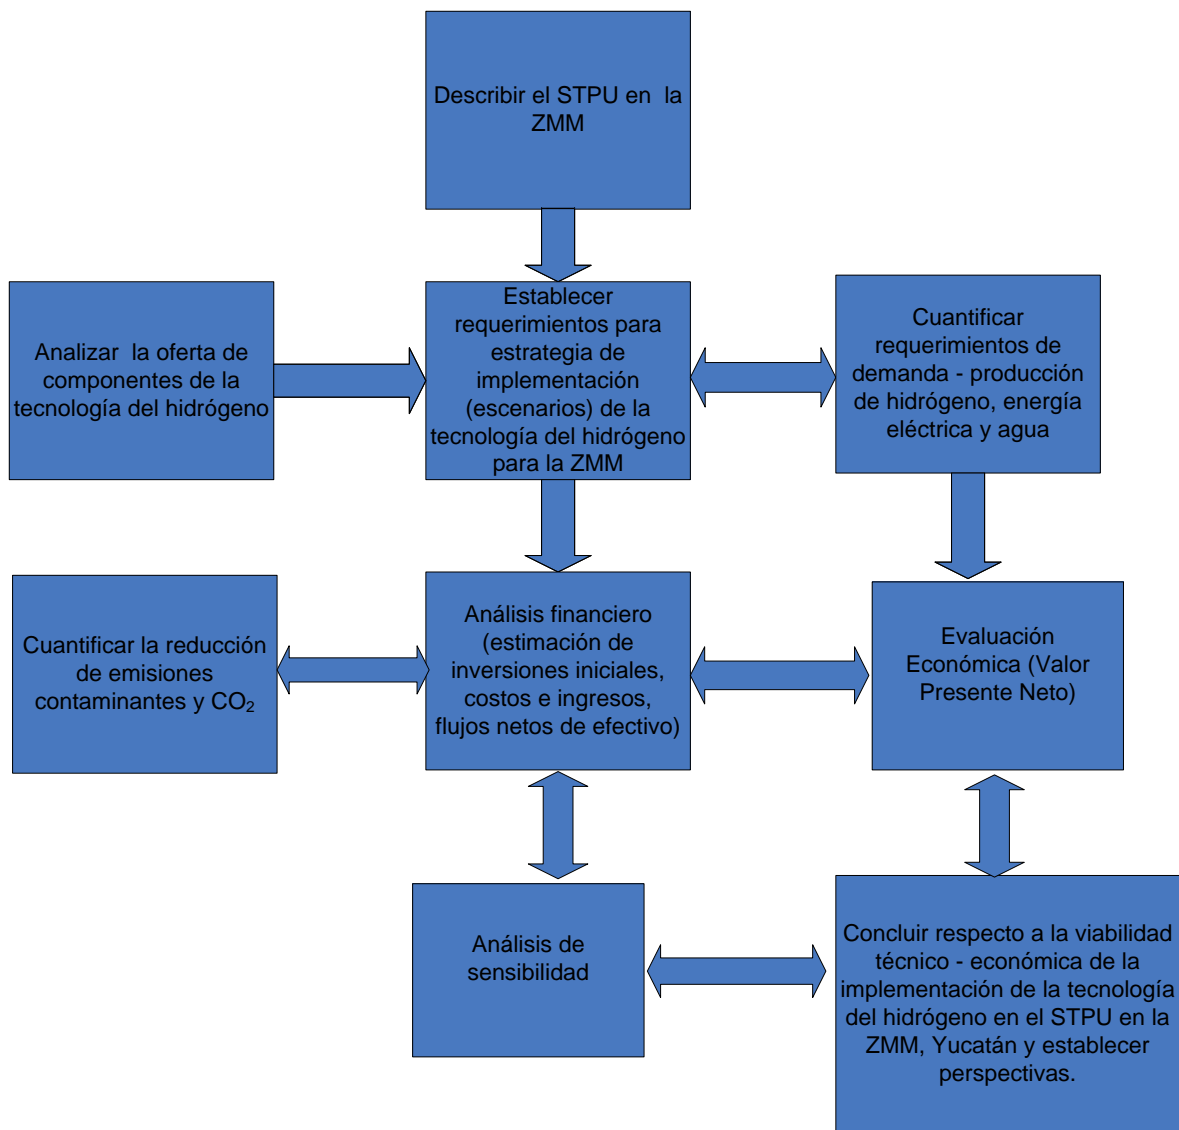 Describir el STPU en la
ZMM
Analizar la oferta de
componentes de la
tecnología del hidrógeno
Establecer
requerimientos para
estrategia de
implementación
(escenarios) de la
tecnología del hidrógeno
para la ZMM
Cuantificar
requerimientos de
demanda - producción
de hidrógeno, energía
eléctrica y agua
Cuantificar la reducción
de emisiones
contaminantes y CO₂
Análisis financiero
(estimación de
inversiones iniciales,
costos e ingresos,
flujos netos de efectivo)
Evaluación
Económica (Valor
Presente Neto)
Análisis de
sensibilidad
Concluir respecto a la viabilidad
técnico - económica de la
implementación de la tecnología
del hidrógeno en el STPU en la
ZMM, Yucatán y establecer
perspectivas.